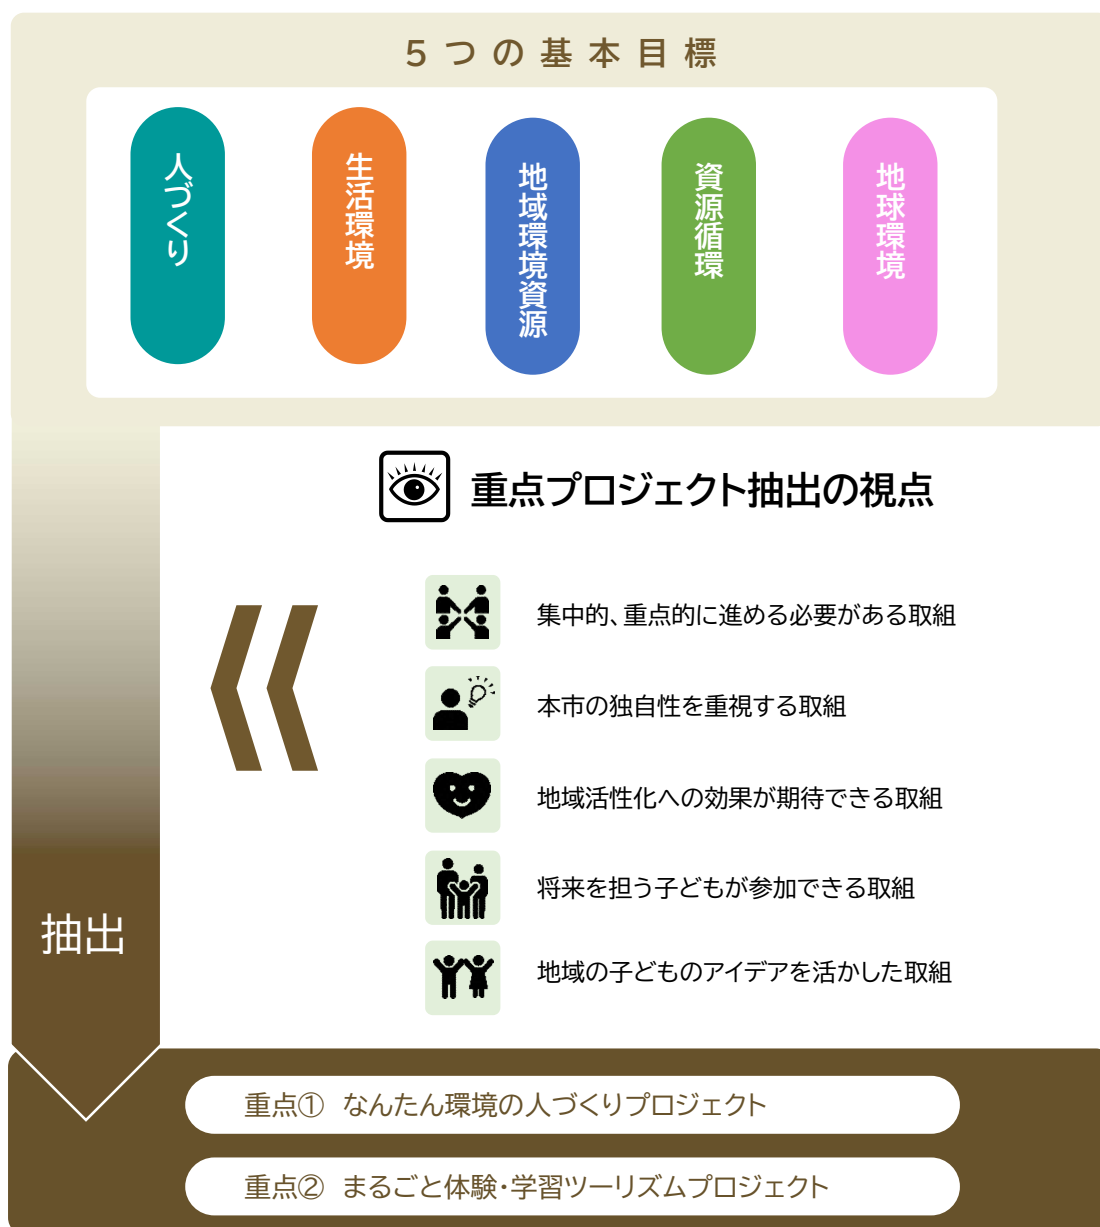 5つの基本目標
人づくり
生活環境
地域環境資源
資源循環
地球環境
重点プロジェクト抽出の視点
集中的、重点的に進める必要がある取組
本市の独自性を重視する取組
地域活性化への効果が期待できる取組
将来を担う子どもが参加できる取組
地域の子どものアイデアを活かした取組
抽出
重点① なんたん環境の人づくりプロジェクト
重点② まるごと体験・学習ツーリズムプロジェクト